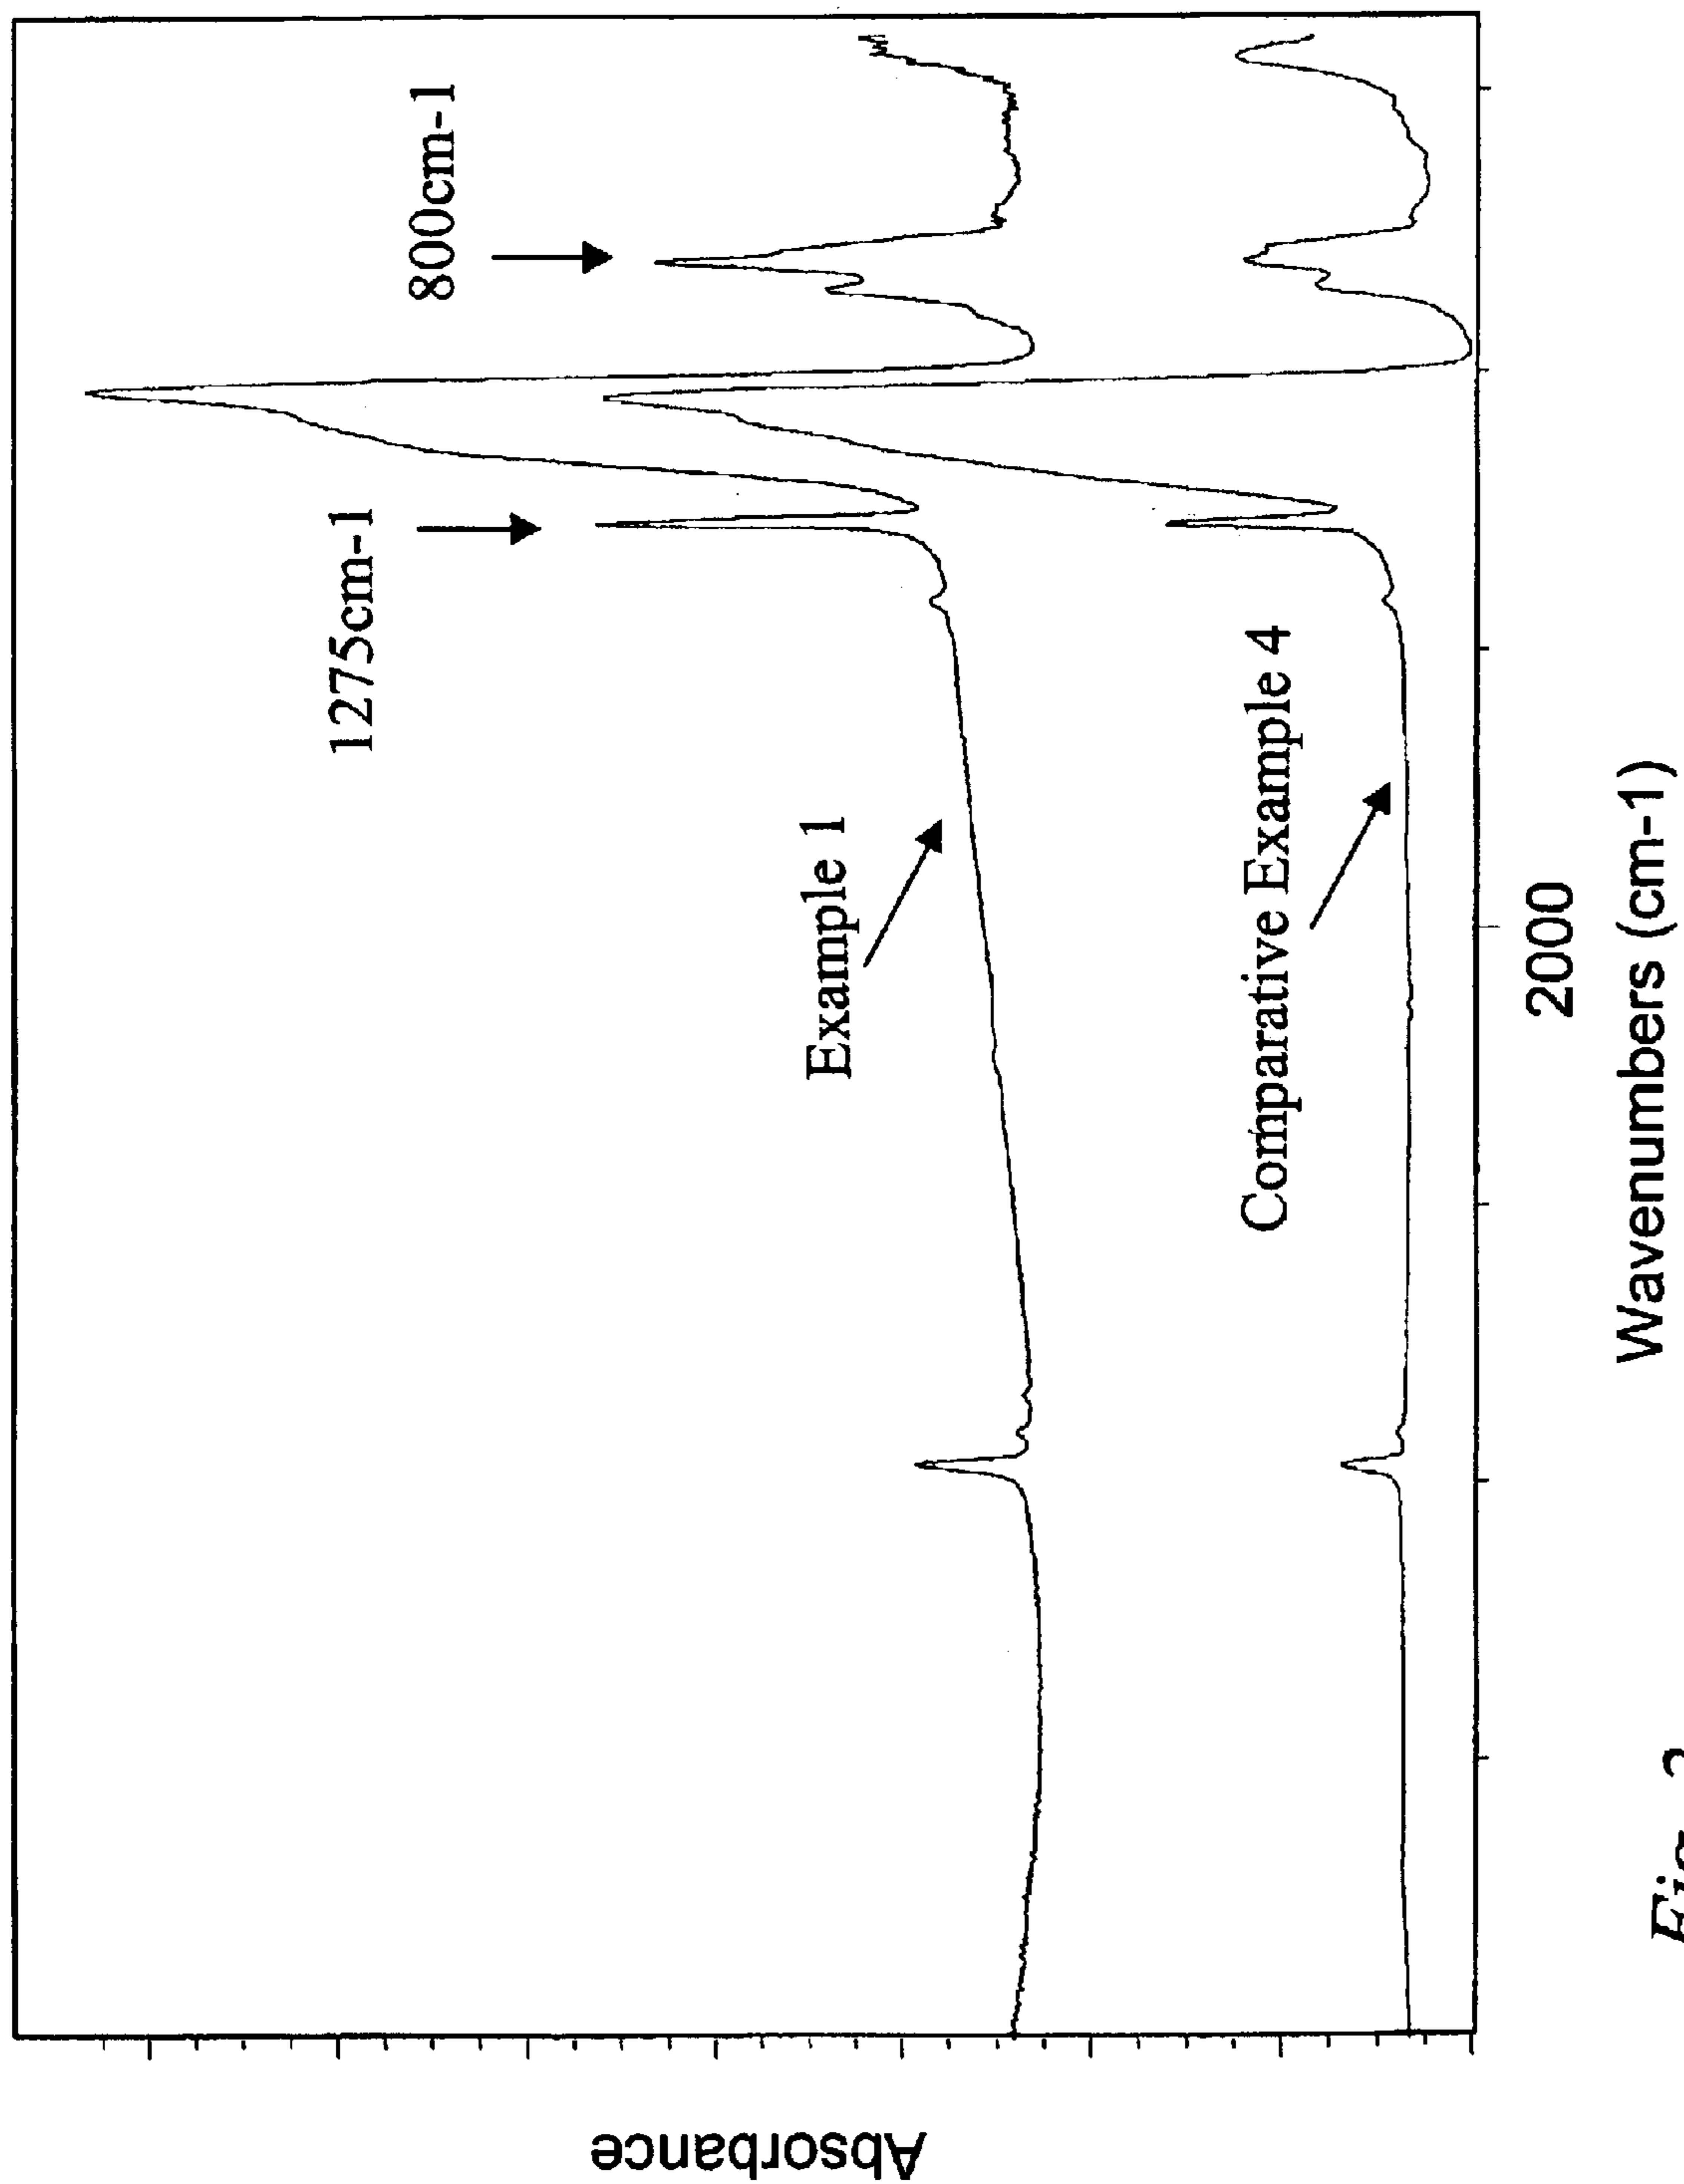 800cm-1
1275cm-1
Example 1
Comparative Example 4
Absorbance
2000
Wavenumbers (cm-1)